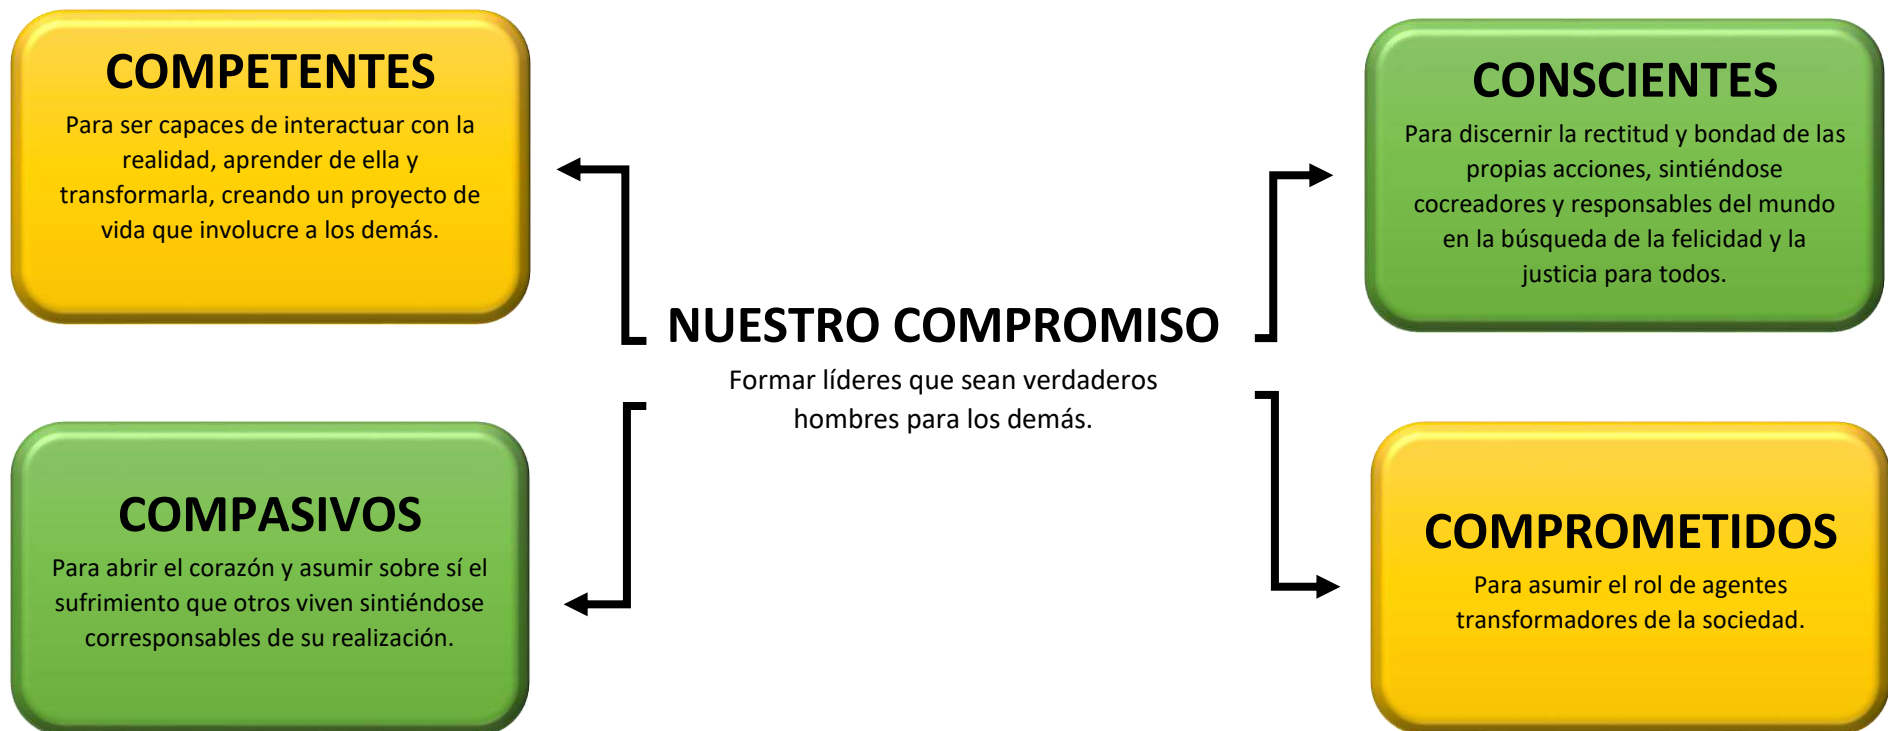 COMPETENTES
Para ser capaces de interactuar con la
realidad, aprender de ella y
transformarla, creando un proyecto de
vida que involucre a los demás.
CONSCIENTES
Para discernir la rectitud y bondad de las
propias acciones, sintiéndose
cocreadores y responsables del mundo
en la búsqueda de la felicidad y la
justicia para todos.
NUESTRO COMPROMISO
Formar líderes que sean verdaderos
hombres para los demás.
COMPASIVOS
Para abrir el corazón y asumir sobre sí el
sufrimiento que otros viven sintiéndose
corresponsables de su realización.
COMPROMETIDOS
Para asumir el rol de agentes
transformadores de la sociedad.